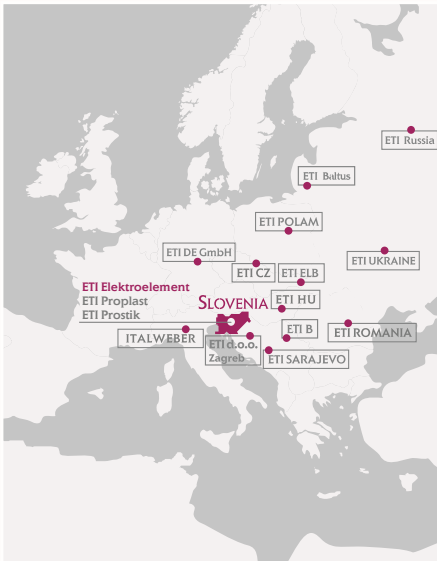 ETI Russia
ETI Baltus
ETI POLAM
ETI DE GmbH
ETI UKRAINE
ETI CZ
ETI ELB
ETI Elektroelement
ETI Proplast
ETI Prostik
SLOVENIA
ETI HU
ITALWEBER
ETI d.o.o.
Zagreb
ETI B
ETI ROMANIA
ETI SARAJEVO